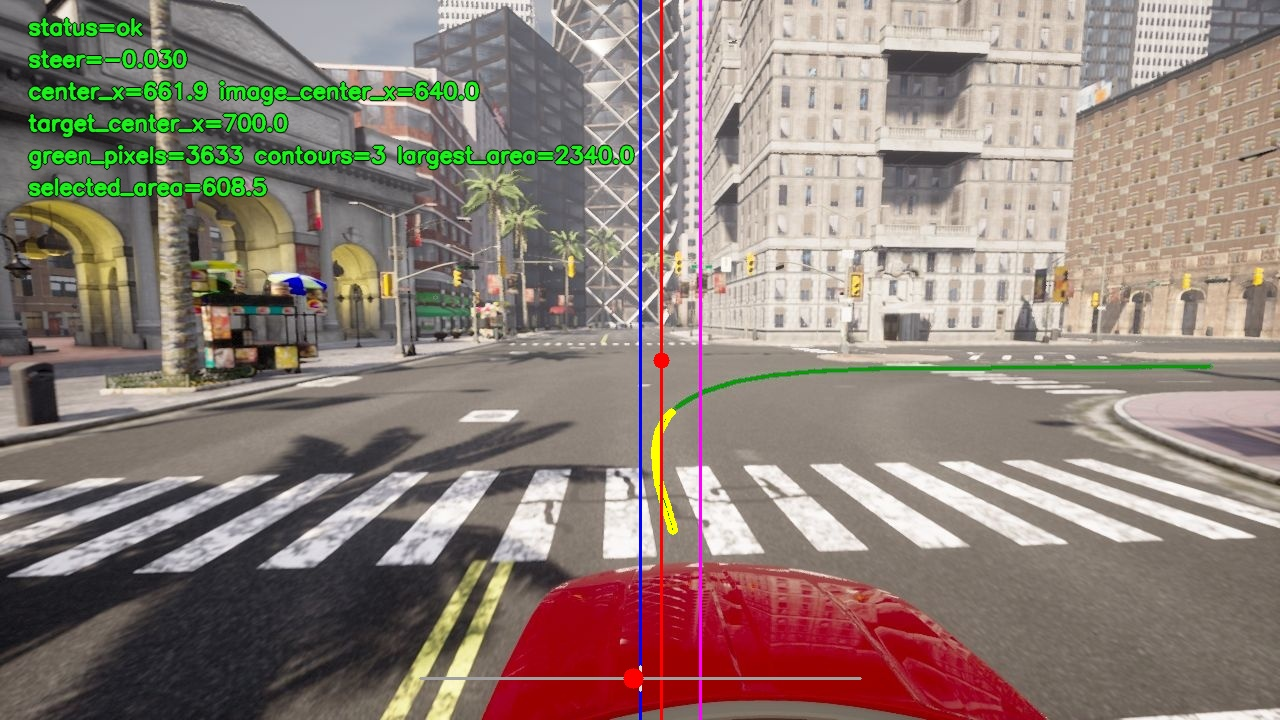 status=ok
steer=-0.030
center_x=661.9 image_center_x=640.0
target_center_x=700.0
green_pixels=3633 contours=3 largest_area=2340.0
selected_area=608.5